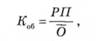 Kоб = РП / O̅,